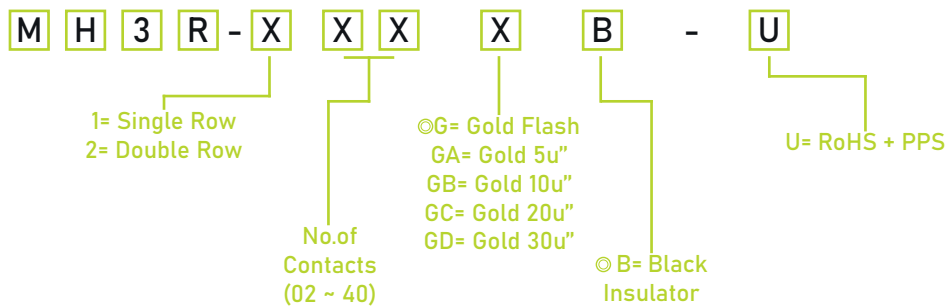 M H 3 R - X X X X B - U
1= Single Row
2= Double Row
No.of
Contacts
(02 ~ 40)
◎G= Gold Flash
GA= Gold 5u”
GB= Gold 10u”
GC= Gold 20u”
GD= Gold 30u”
◎ B= Black
Insulator
U= RoHS + PPS